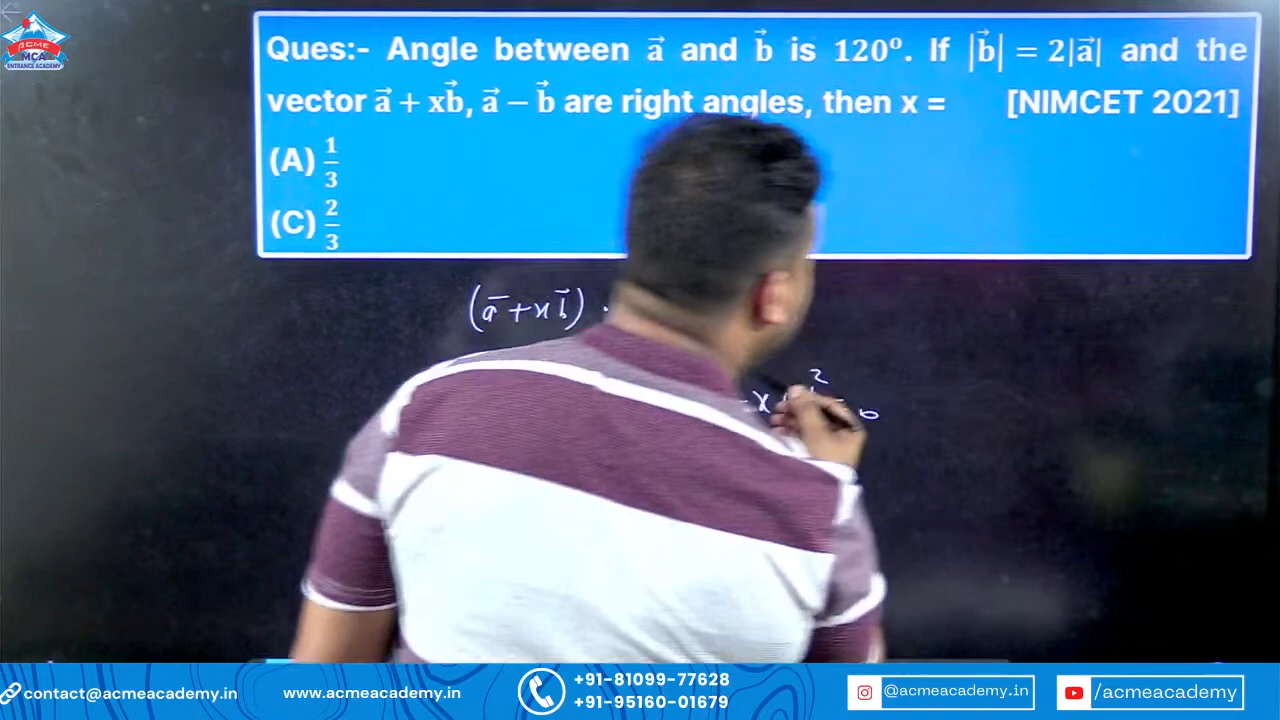 ACME
MCA
ENTRANCE ACADEMY
Ques:- Angle between a⃗ and b⃗ is 120º. If |b⃗| = 2|a⃗| and the
vector a⃗ + xb⃗, a⃗ − b⃗ are right angles, then x = [NIMCET 2021]
(A) 1/3
(C) 2/3
(a⃗ + x b⃗) ·
contact@acmeacademy.in
www.acmeacademy.in
+91-81099-77628
+91-95160-01679
@acmeacademy.in
/acmeacademy